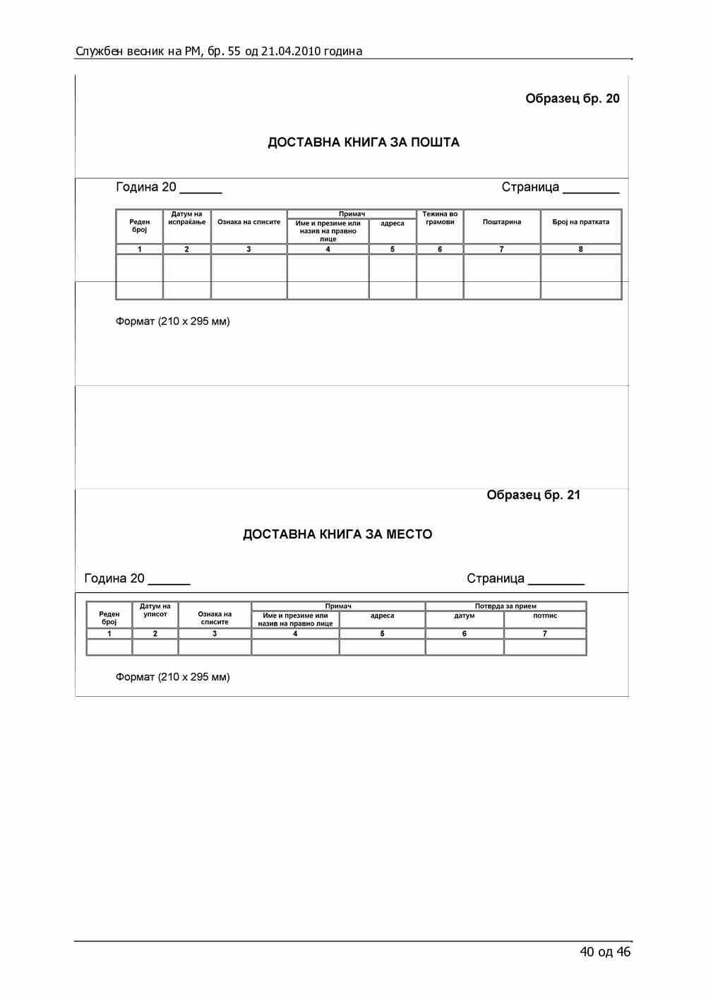 Службен весник на РМ, бр. 55 од 21.04.2010 година
Образец бр. 20
ДОСТАВНА КНИГА ЗА ПОШТА
Година 20 ______ Страница ________
Реден број Датум на испраќање Ознака на списите Примач Тежина во грамови Поштарина Број на пратката
Име и презиме или назив на правно лице адреса
1 2 3 4 5 6 7 8
Формат (210 х 295 мм)
Образец бр. 21
ДОСТАВНА КНИГА ЗА МЕСТО
Година 20 ______ Страница ________
Реден број Датум на уписот Ознака на списите Примач Потврда за прием
Име и презиме или назив на правно лице адреса датум потпис
1 2 3 4 5 6 7
Формат (210 х 295 мм)
40 од 46